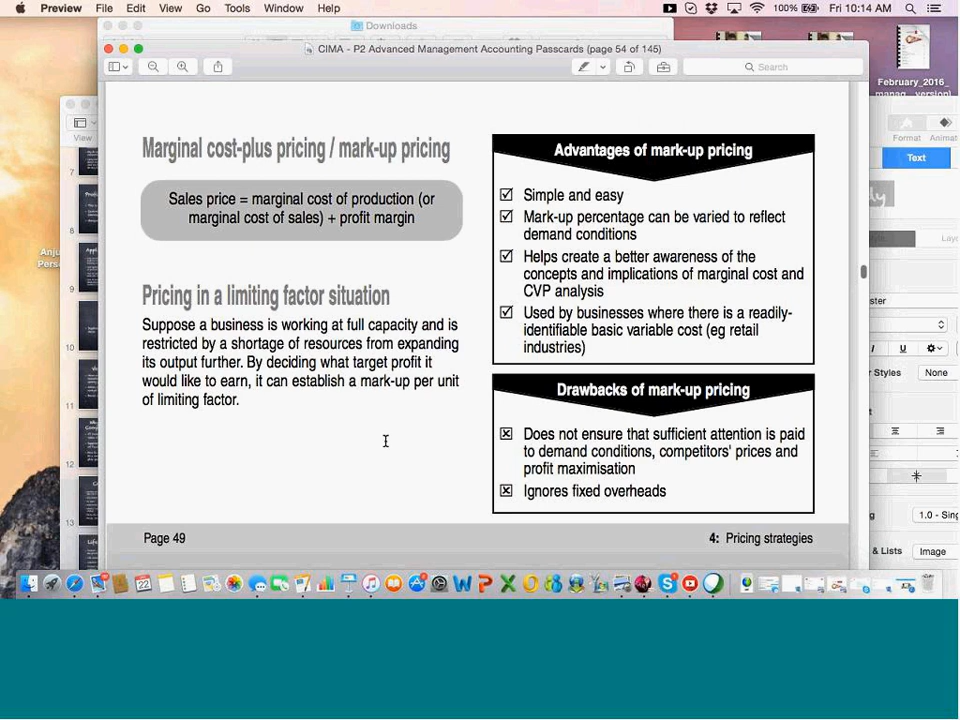 Preview File Edit View Go Tools Window Help
100% Fri 10:14 AM
Downloads
CIMA - P2 Advanced Management Accounting Passcards (page 54 of 145)
Search
February_2016_
View
Format
Text
7
8
9
10
11
12
13
Marginal cost-plus pricing / mark-up pricing
Sales price = marginal cost of production (or
marginal cost of sales) + profit margin
Pricing in a limiting factor situation
Suppose a business is working at full capacity and is
restricted by a shortage of resources from expanding
its output further. By deciding what target profit it
would like to earn, it can establish a mark-up per unit
of limiting factor.
Advantages of mark-up pricing
Simple and easy
Mark-up percentage can be varied to reflect
demand conditions
Helps create a better awareness of the
concepts and implications of marginal cost and
CVP analysis
Used by businesses where there is a readily-
identifiable basic variable cost (eg retail
industries)
Drawbacks of mark-up pricing
Does not ensure that sufficient attention is paid
to demand conditions, competitors' prices and
profit maximisation
Ignores fixed overheads
Page 49
4: Pricing strategies
Styles None
I U
& Lists Image
22